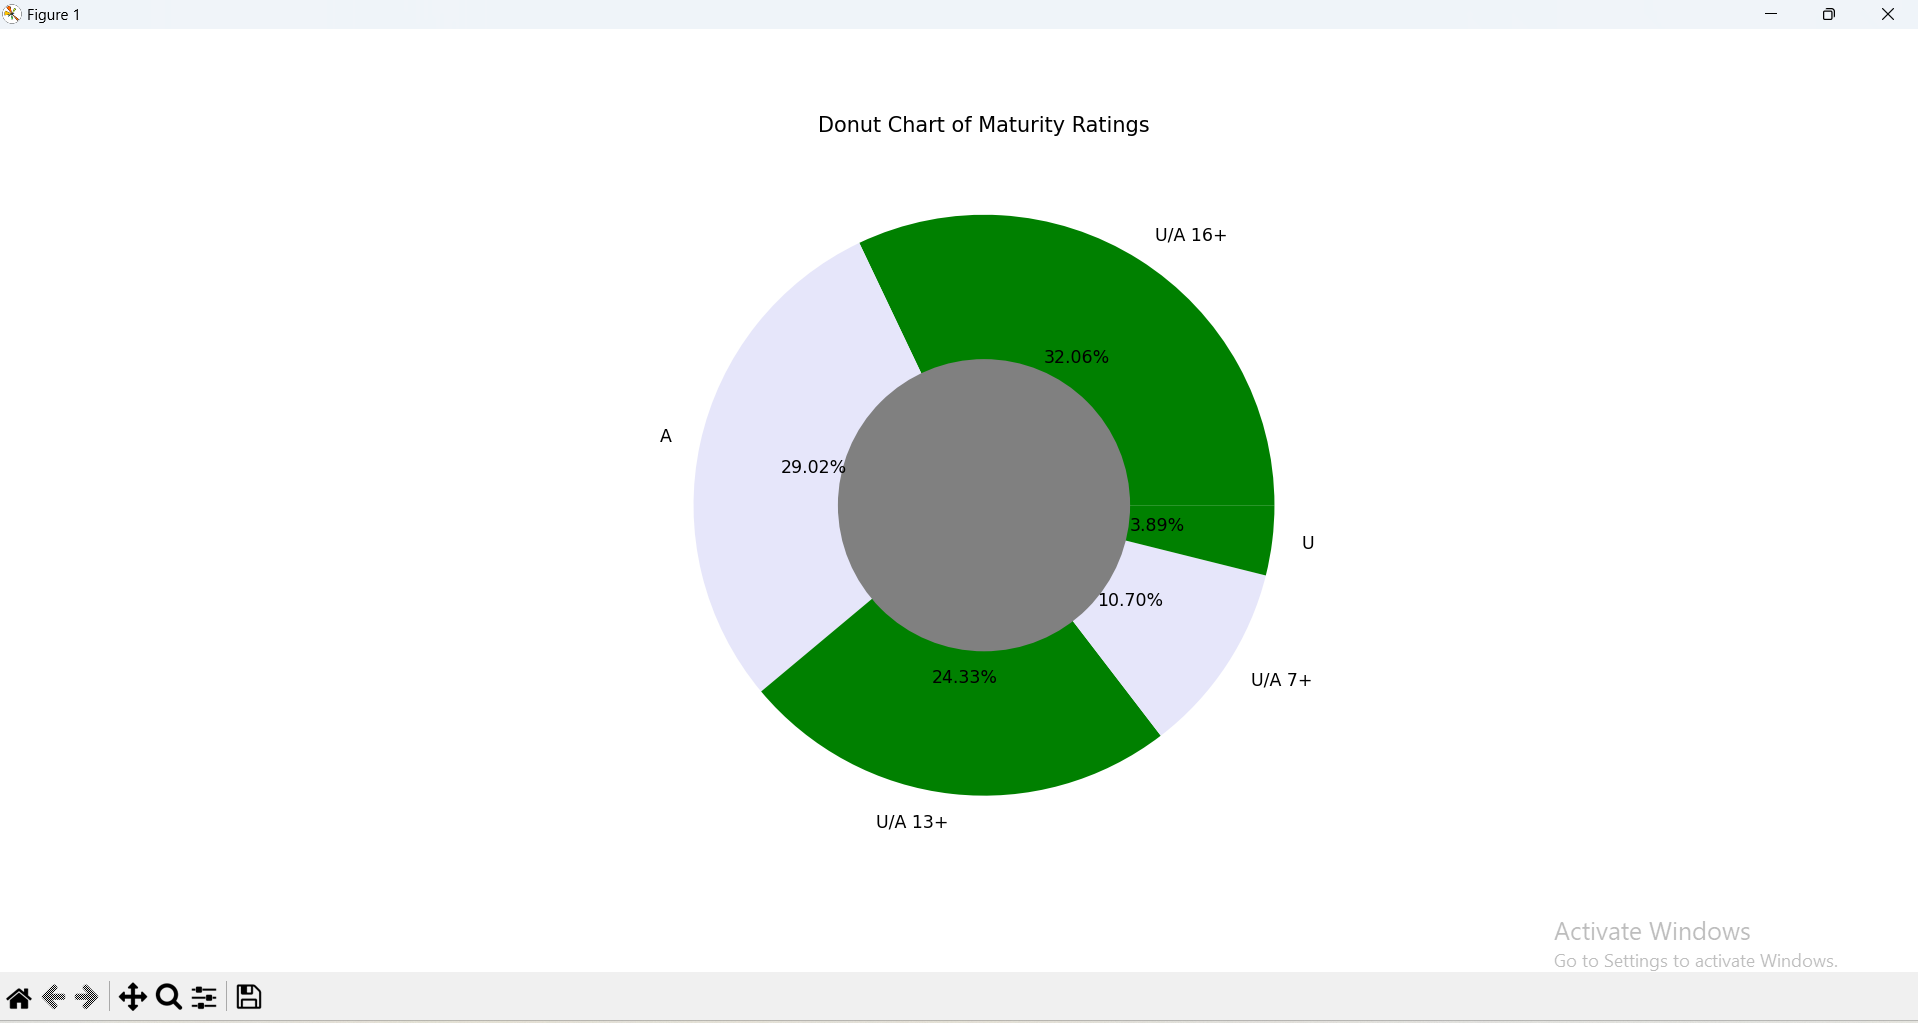 Figure 1
Donut Chart of Maturity Ratings
U/A 16+
32.06%
A
29.02%
3.89%
U
10.70%
24.33%
U/A 7+
U/A 13+
Activate Windows
Go to Settings to activate Windows.